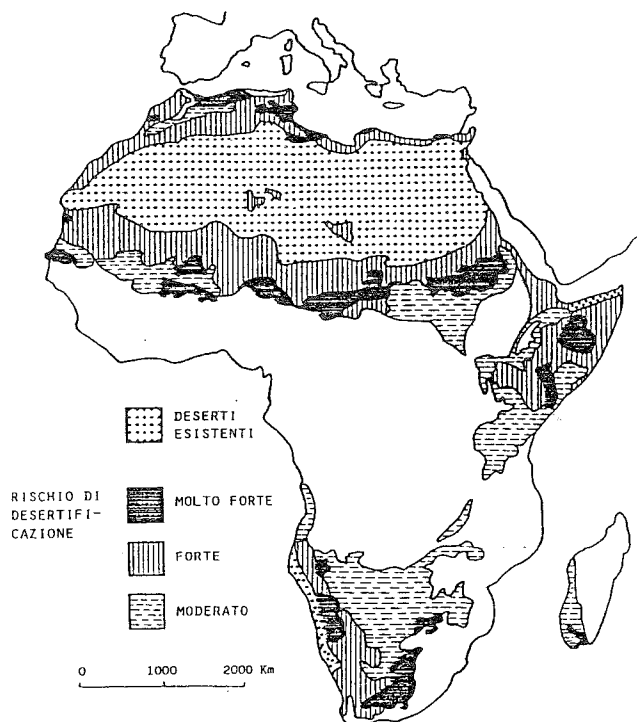 DESERTI
ESISTENTI
RISCHIO DI
DESERTIFI-
CAZIONE
MOLTO FORTE
FORTE
MODERATO
0 1000 2000 Km